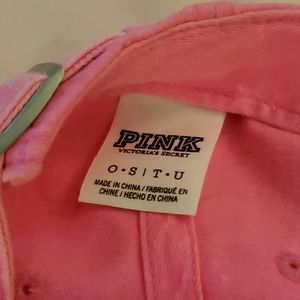 PINK
VICTORIA'S SECRET
O•S | T•U
MADE IN CHINA / FABRIQUÉ EN
CHINE / HECHO EN CHINA